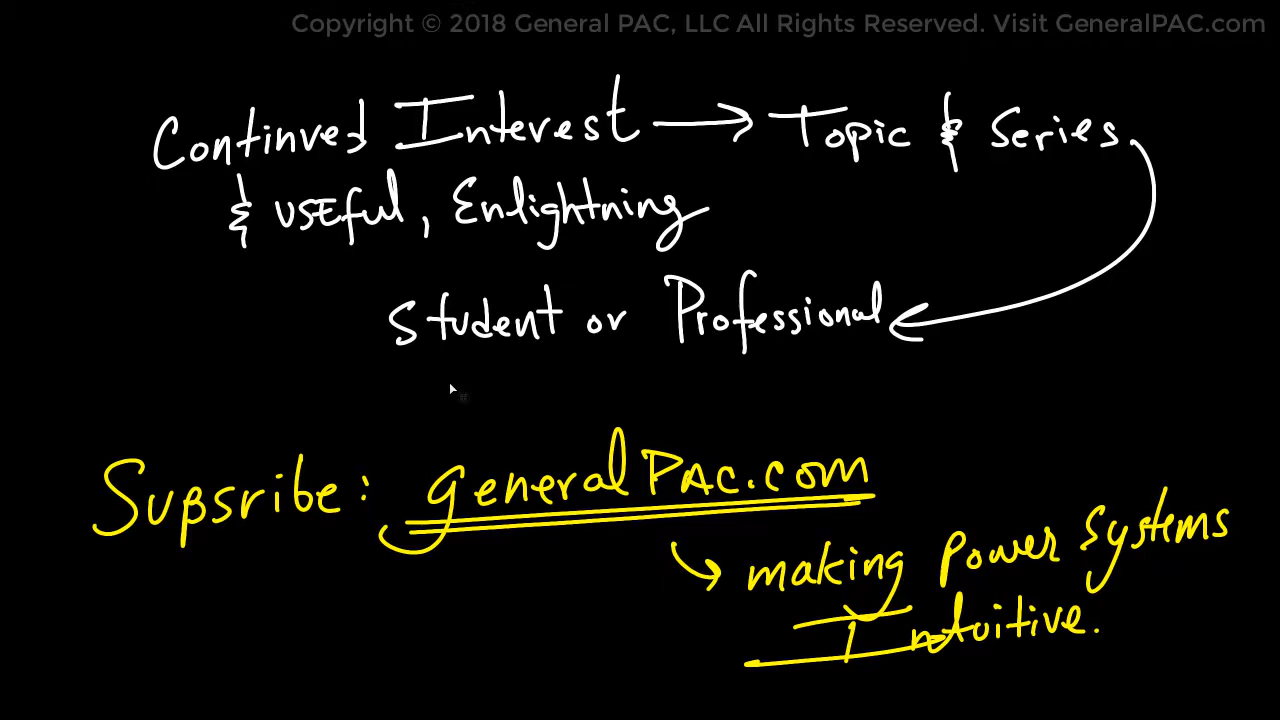 Copyright © 2018 General PAC, LLC All Rights Reserved. Visit GeneralPAC.com
Continued Interest → Topic & Series
& USEful, Enlightning
Student or Professional
Supsribe: generalPAC.com
making Power Systems
Intuitive.